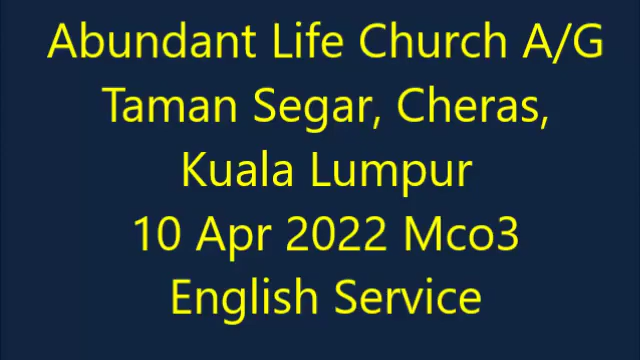 Abundant Life Church A/G
Taman Segar, Cheras,
Kuala Lumpur
10 Apr 2022 Mco3
English Service